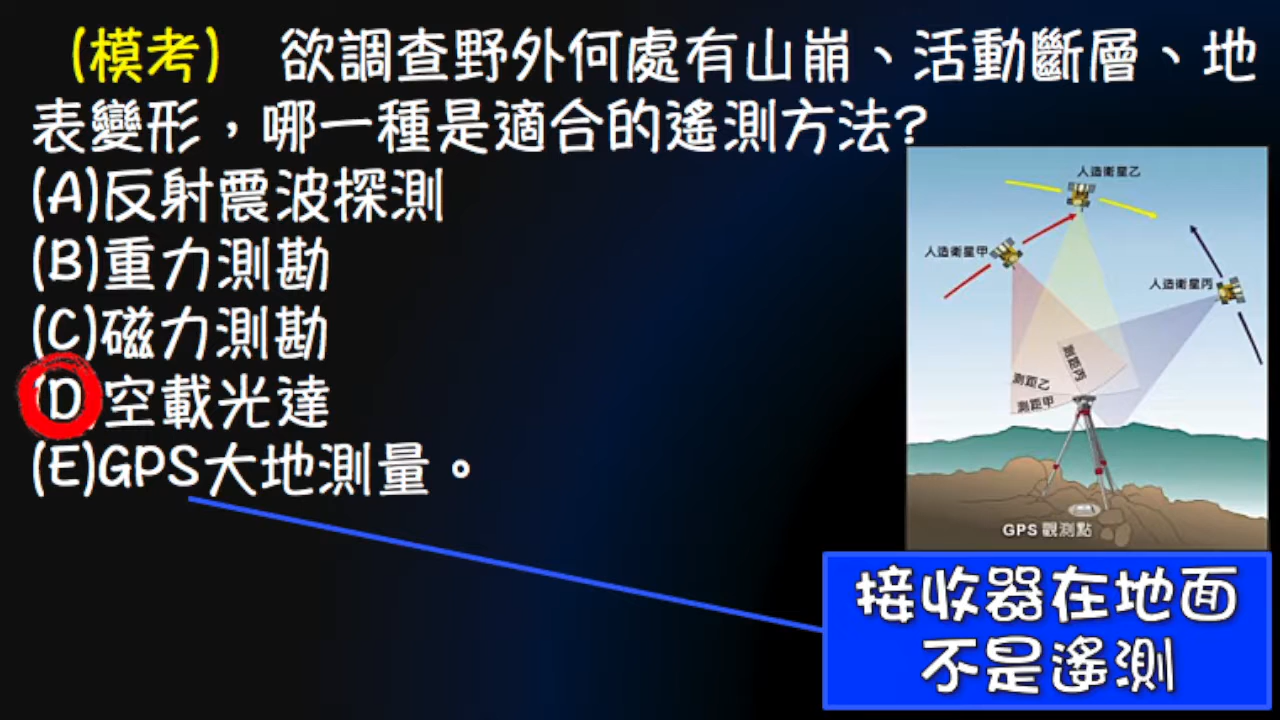 (模考) 欲調查野外何處有山崩、活動斷層、地
表變形，哪一種是適合的遙測方法?
(A)反射震波探測
(B)重力測勘
(C)磁力測勘
(D)空載光達
(E)GPS大地測量。
人造衛星乙
人造衛星甲
人造衛星丙
測距丙
測距乙
測距甲
GPS 觀測點
接收器在地面
不是遙測